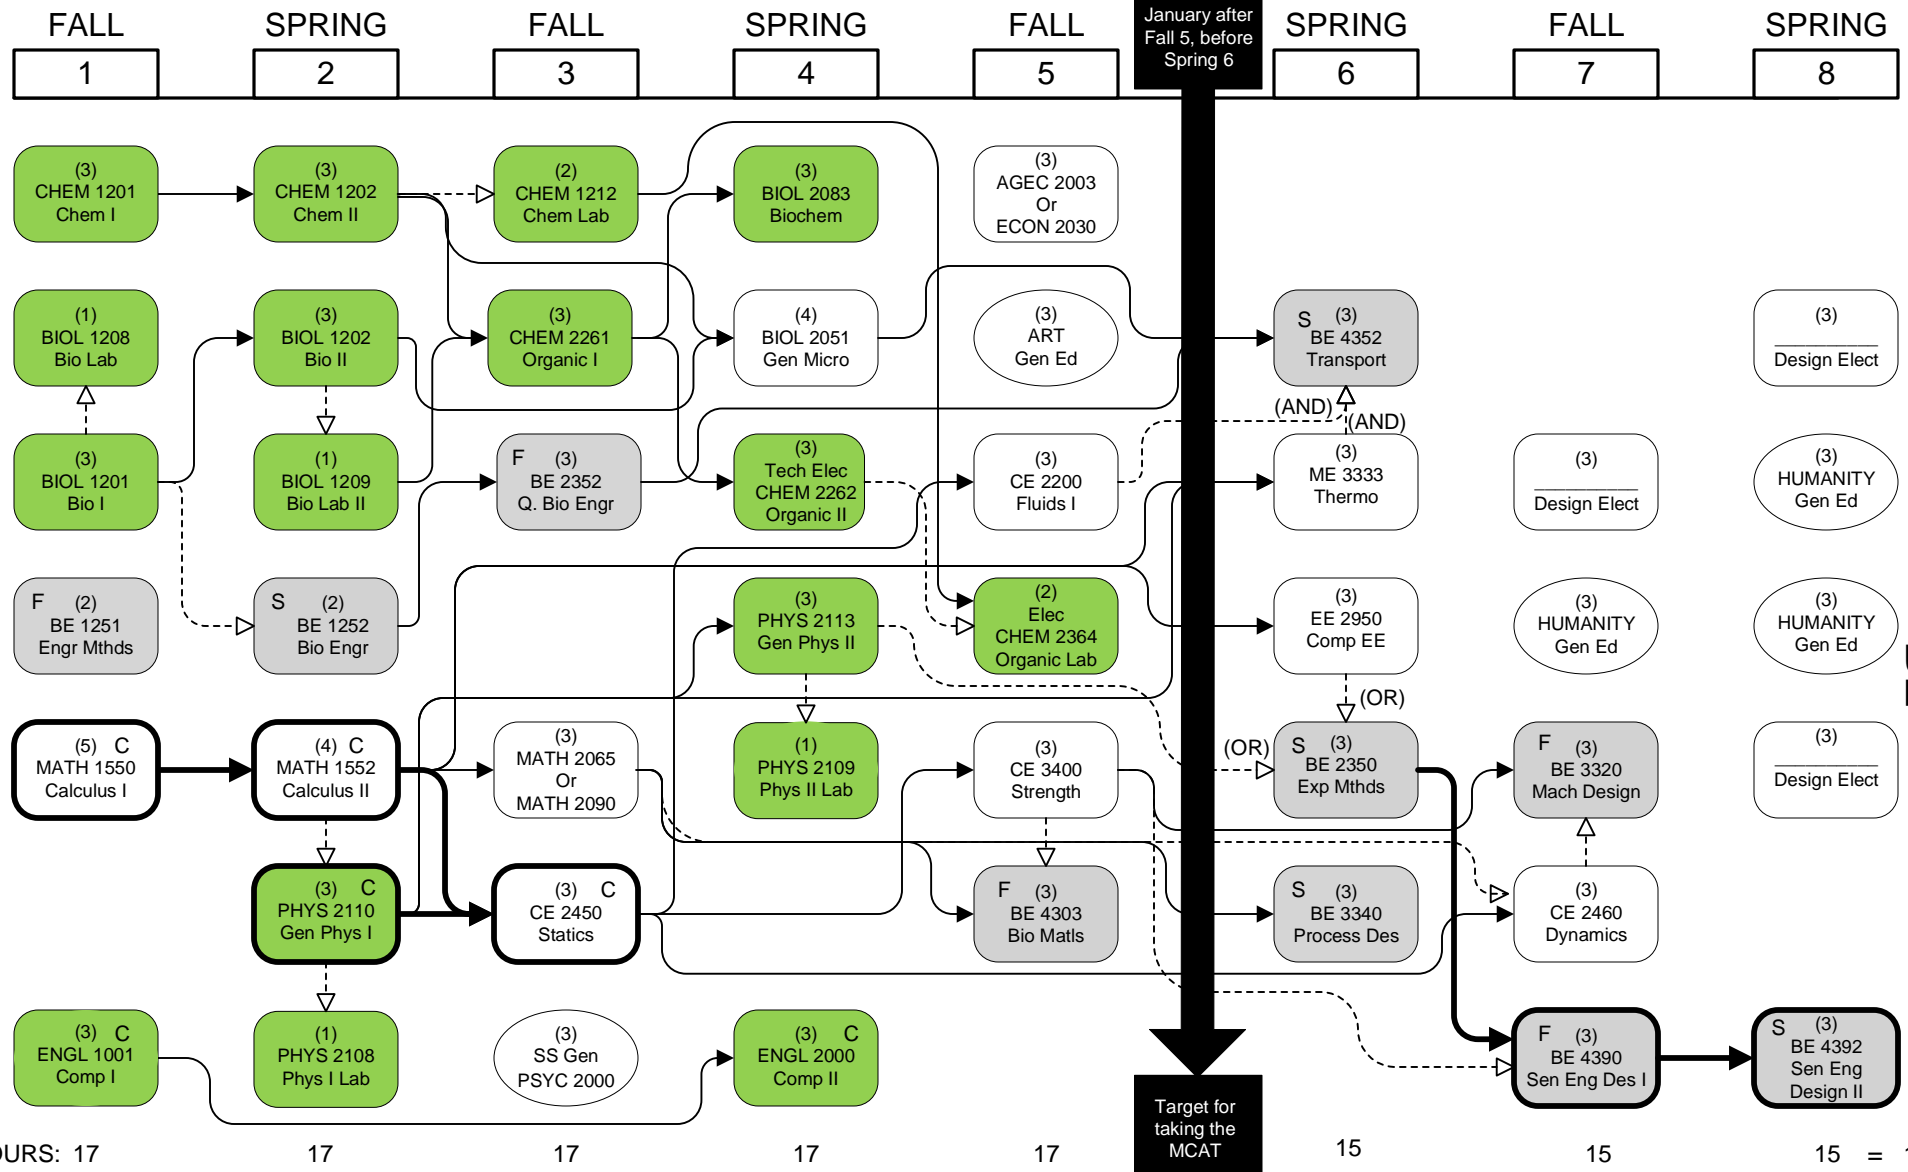 FALL
SPRING
FALL
SPRING
FALL
January after
Fall 5, before
Spring 6
SPRING
FALL
SPRING
1
2
3
4
5
6
7
8
(3)
CHEM 1201
Chem I
(3)
CHEM 1202
Chem II
(2)
CHEM 1212
Chem Lab
(3)
BIOL 2083
Biochem
(3)
AGEC 2003
Or
ECON 2030
(1)
BIOL 1208
Bio Lab
(3)
BIOL 1202
Bio II
(3)
CHEM 2261
Organic I
(4)
BIOL 2051
Gen Micro
(3)
ART
Gen Ed
S (3)
BE 4352
Transport
(3)
_________
Design Elect
(AND)
(AND)
(3)
BIOL 1201
Bio I
(1)
BIOL 1209
Bio Lab II
F (3)
BE 2352
Q. Bio Engr
(3)
Tech Elec
CHEM 2262
Organic II
(3)
CE 2200
Fluids I
(3)
ME 3333
Thermo
(3)
_________
Design Elect
(3)
HUMANITY
Gen Ed
F (2)
BE 1251
Engr Mthds
S (2)
BE 1252
Bio Engr
(3)
PHYS 2113
Gen Phys II
(2)
Elec
CHEM 2364
Organic Lab
(3)
EE 2950
Comp EE
(3)
HUMANITY
Gen Ed
(3)
HUMANITY
Gen Ed
(OR)
(OR)
(5) C
MATH 1550
Calculus I
(4) C
MATH 1552
Calculus II
(3)
MATH 2065
Or
MATH 2090
(1)
PHYS 2109
Phys II Lab
(3)
CE 3400
Strength
S (3)
BE 2350
Exp Mthds
F (3)
BE 3320
Mach Design
(3)
_________
Design Elect
(3) C
PHYS 2110
Gen Phys I
(3) C
CE 2450
Statics
F (3)
BE 4303
Bio Matls
S (3)
BE 3340
Process Des
(3)
CE 2460
Dynamics
(3) C
ENGL 1001
Comp I
(1)
PHYS 2108
Phys I Lab
(3)
SS Gen
PSYC 2000
(3) C
ENGL 2000
Comp II
F (3)
BE 4390
Sen Eng Des I
S (3)
BE 4392
Sen Eng
Design II
Target for
taking the
MCAT
17
17
17
17
17
15
15
15 =